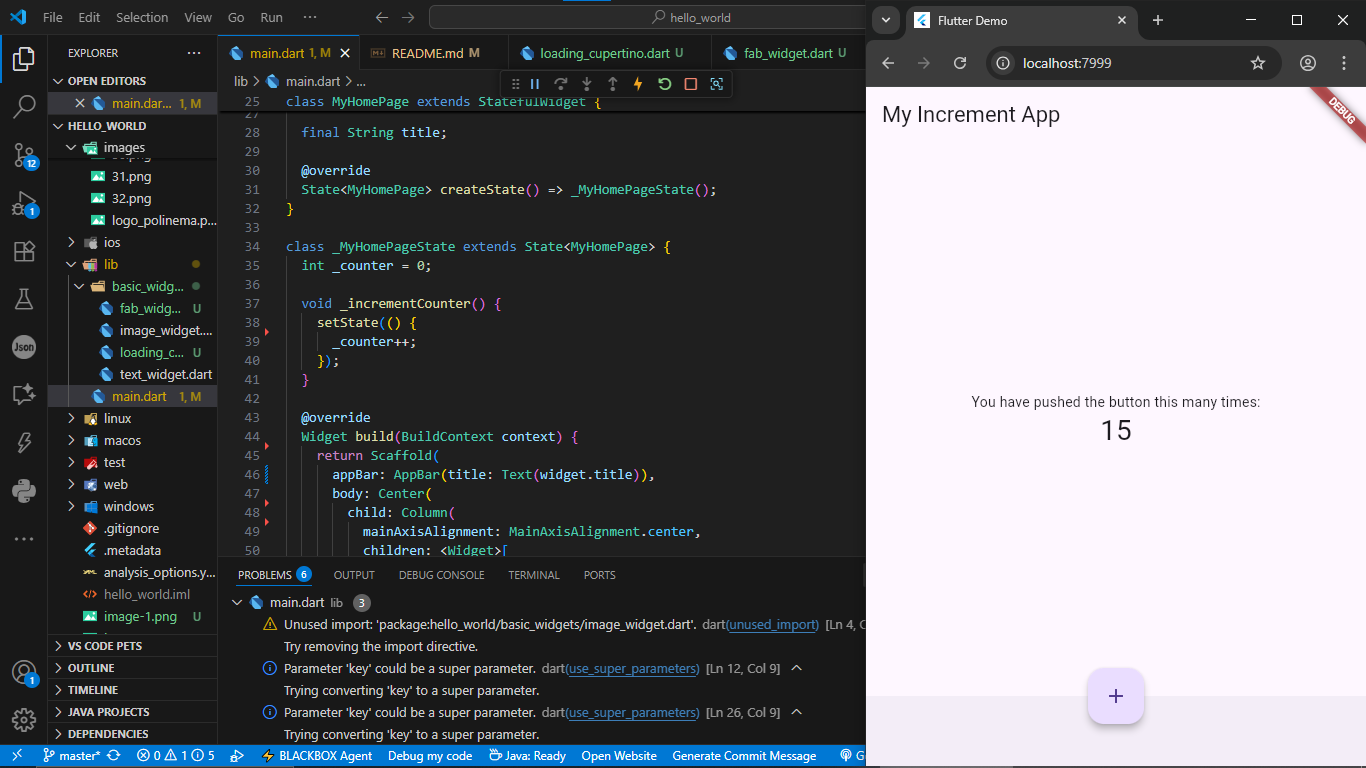 File Edit Selection View Go Run ··· hello_world
EXPLORER ···
OPEN EDITORS
main.dar... 1, M
HELLO_WORLD
images
31.png
32.png
logo_polinema.p...
ios
lib
basic_widg...
fab_widg... U
image_widget....
loading_c... U
text_widget.dart
main.dart 1, M
linux
macos
test
web
windows
.gitignore
.metadata
analysis_options.y...
hello_world.iml
image-1.png U
VS CODE PETS
OUTLINE
TIMELINE
JAVA PROJECTS
DEPENDENCIES
12
1
Json
1
main.dart 1, M README.md M loading_cupertino.dart U fab_widget.dart U
lib > main.dart > ...
25 class MyHomePage extends StatefulWidget {
27
28 final String title;
29
30 @override
31 State<MyHomePage> createState() => _MyHomePageState();
32 }
33
34 class _MyHomePageState extends State<MyHomePage> {
35 int _counter = 0;
36
37 void _incrementCounter() {
38 setState(() {
39 _counter++;
40 });
41 }
42
43 @override
44 Widget build(BuildContext context) {
45 return Scaffold(
46 appBar: AppBar(title: Text(widget.title)),
47 body: Center(
48 child: Column(
49 mainAxisAlignment: MainAxisAlignment.center,
50 children: <Widget>[
PROBLEMS 6 OUTPUT DEBUG CONSOLE TERMINAL PORTS
main.dart lib 3
Unused import: 'package:hello_world/basic_widgets/image_widget.dart'. dart(unused_import) [Ln 4, C
Try removing the import directive.
Parameter 'key' could be a super parameter. dart(use_super_parameters) [Ln 12, Col 9]
Trying converting 'key' to a super parameter.
Parameter 'key' could be a super parameter. dart(use_super_parameters) [Ln 26, Col 9]
Trying converting 'key' to a super parameter.
master* 0 1 5 BLACKBOX Agent Debug my code Java: Ready Open Website Generate Commit Message G
Flutter Demo
localhost:7999
My Increment App
DEBUG
You have pushed the button this many times:
15
+